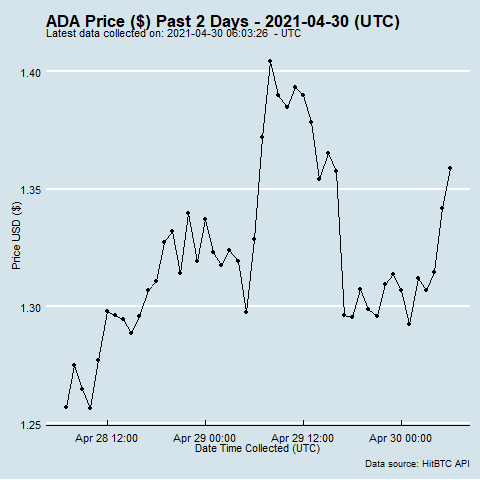 ADA Price ($) Past 2 Days - 2021-04-30 (UTC)
Latest data collected on: 2021-04-30 06:03:26 - UTC
1.40
1.35
1.30
1.25
Price USD ($)
Apr 28 12:00
Apr 29 00:00
Apr 29 12:00
Apr 30 00:00
Date Time Collected (UTC)
Data source: HitBTC API